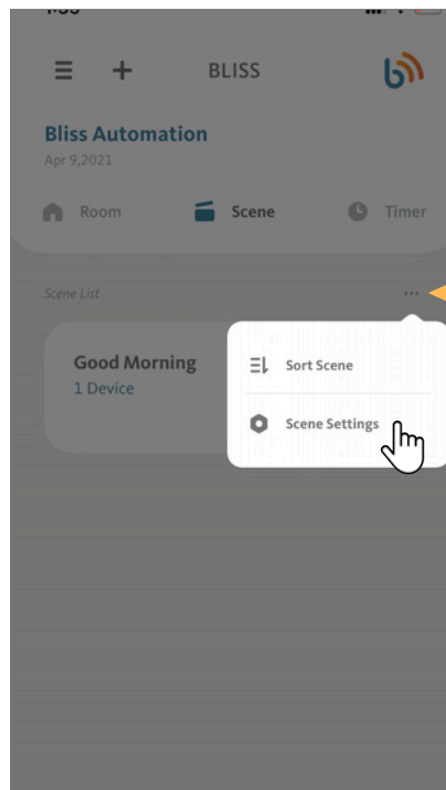 BLISS
Bliss Automation
Apr 9,2021
Room Scene Timer
Scene List
Good Morning
1 Device
Sort Scene
Scene Settings